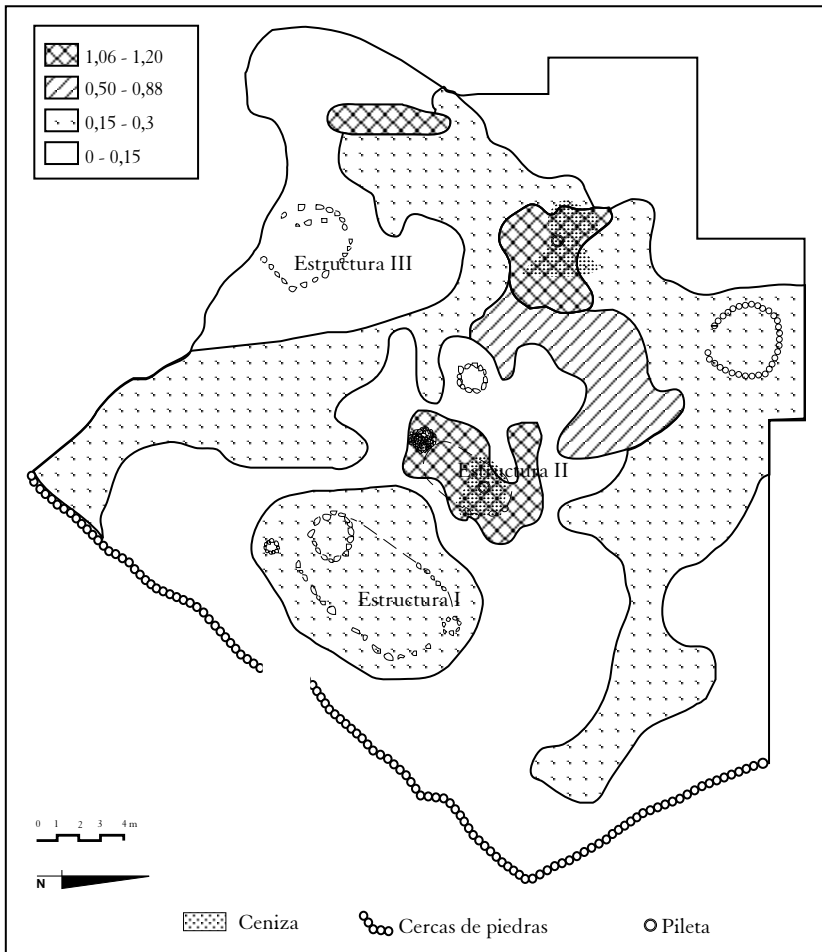 1,06 - 1,20
0,50 - 0,88
0,15 - 0,3
0 - 0,15
Estructura III
Estructura II
Estructura I
0 1 2 3 4 m
N
Ceniza
Cercas de piedras
Pileta